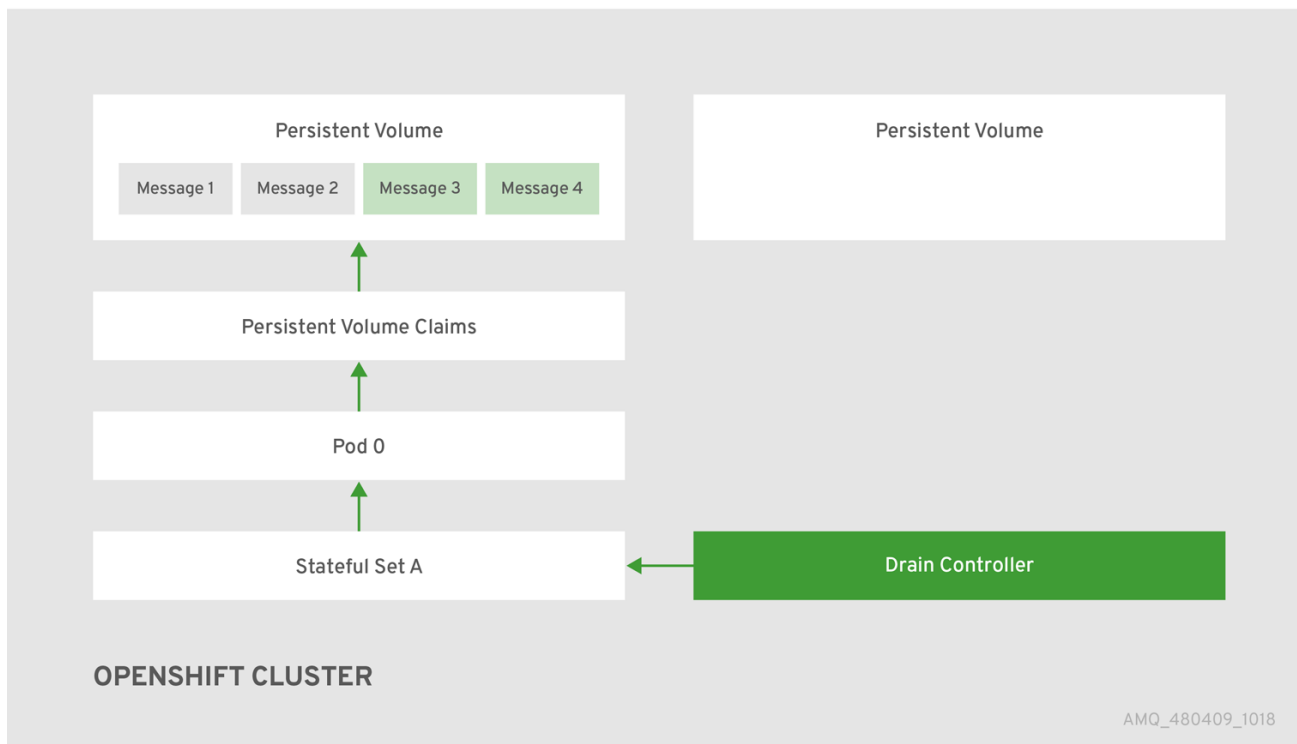 Persistent Volume
Persistent Volume
Message 1
Message 2
Message 3
Message 4
Persistent Volume Claims
Pod 0
Stateful Set A
Drain Controller
OPENSHIFT CLUSTER
AMQ_480409_1018